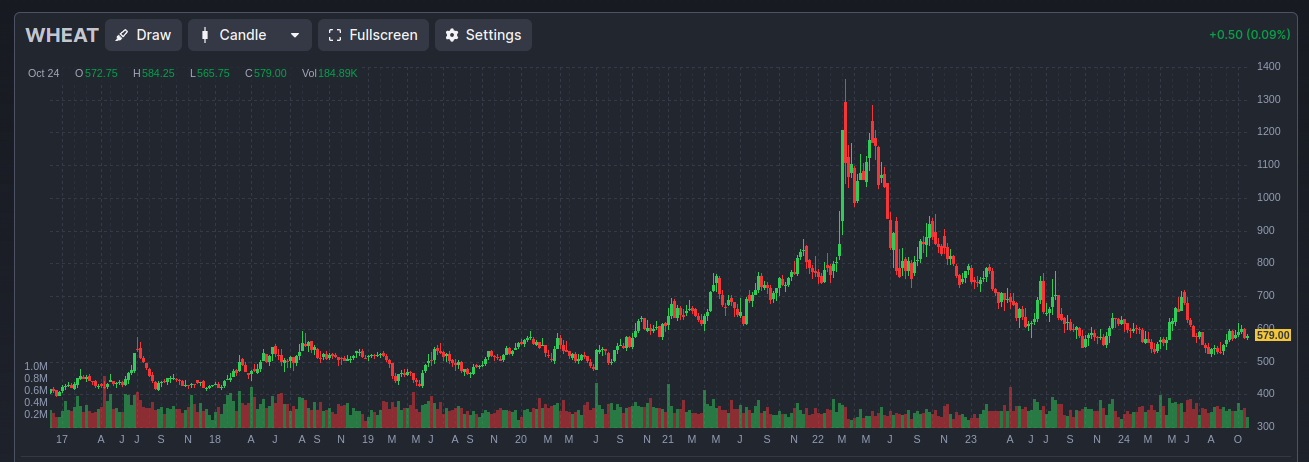 WHEAT Draw Candle Fullscreen Settings +0.50 (0.09%)
Oct 24 O572.75 H584.25 L565.75 C579.00 Vol184.89K
1400
1300
1200
1100
1000
900
800
700
600
579.00
500
400
300
1.0M
0.8M
0.6M
0.4M
0.2M
17 A J J S N 18 A J A S N 19 M M J A S N 20 M M J S N 21 M M J S N 22 M M J S N 23 A J J S N 24 M M J A O